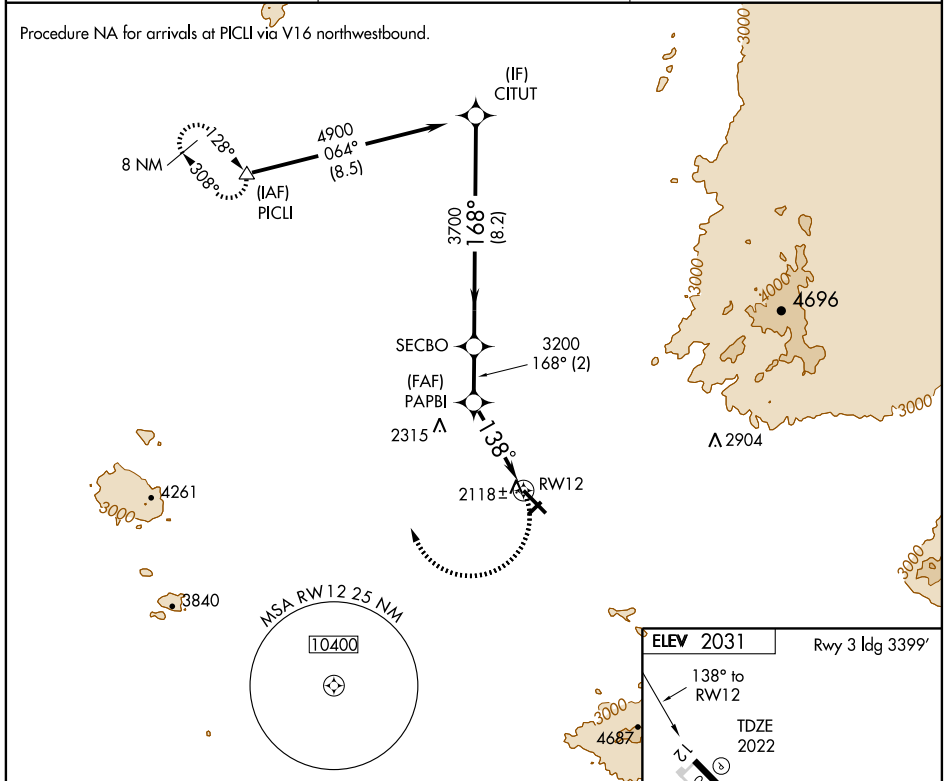 Procedure NA for arrivals at PICLI via V16 northwestbound.
3000
(IF)
CITUT
4900
064°
(8.5)
128°
8 NM
308°
(IAF)
PICLI
3700
168°
(8.2)
3000
4000
4696
SECBO
3200
168° (2)
(FAF)
PAPBI
3000
2315
138°
2904
4261
3000
2118±
RW12
3000
3840
MSA RW12 25 NM
10400
ELEV 2031
Rwy 3 ldg 3399'
138° to
RW12
3000
4687
TDZE
2022
12
P